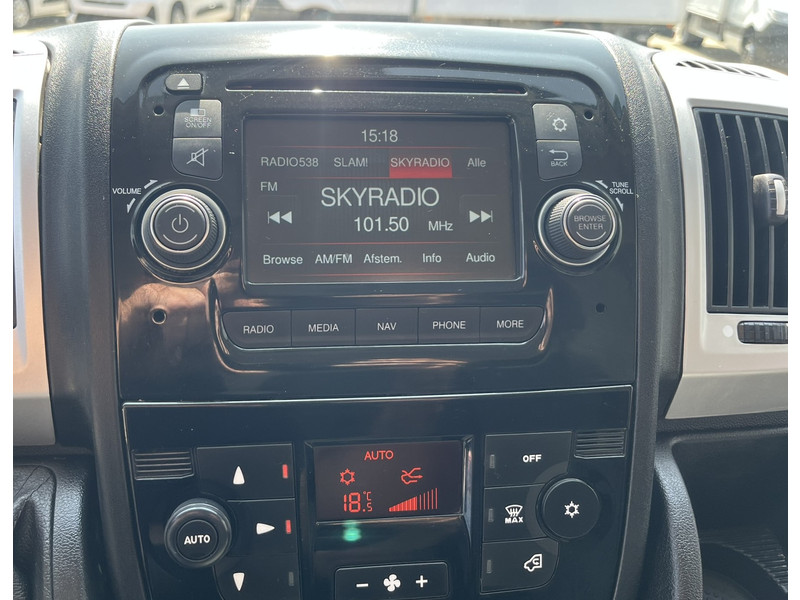 15:18
SCREEN
ON/OFF
RADIO538 SLAM! SKYRADIO Alle
BACK
VOLUME
FM
SKYRADIO
TUNE
SCROLL
101.50 MHz
BROWSE
ENTER
Browse AM/FM Afstem. Info Audio
RADIO MEDIA NAV PHONE MORE
AUTO
OFF
18.5 °C
MAX
AUTO